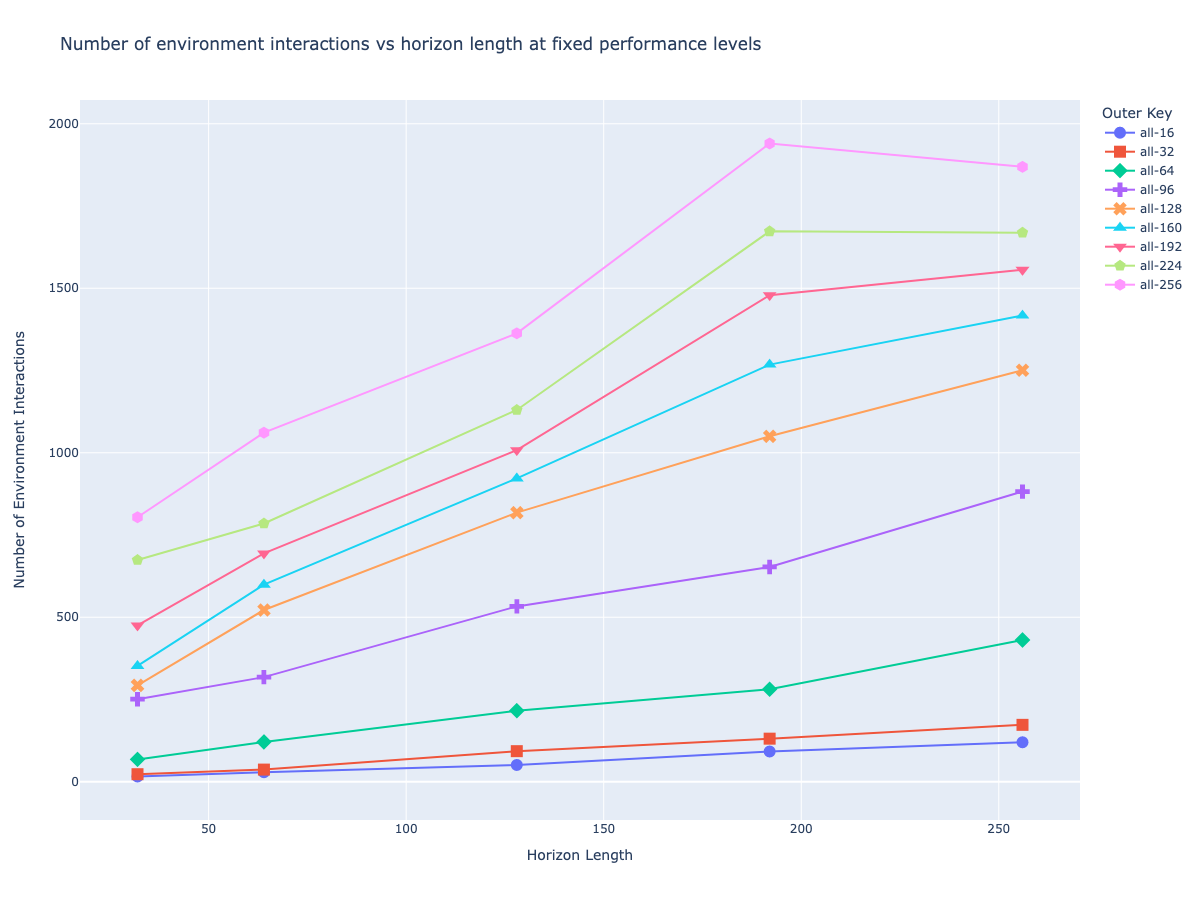 Number of environment interactions vs horizon length at fixed performance levels
Outer Key
all-16
all-32
all-64
all-96
all-128
all-160
all-192
all-224
all-256
Number of Environment Interactions
2000
1500
1000
500
0
50
100
150
200
250
Horizon Length